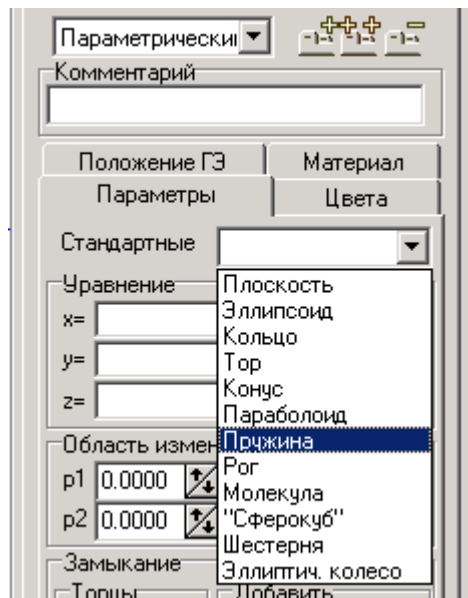 Параметрически
Комментарий
Положение ГЭ
Материал
Параметры
Цвета
Стандартные
Уравнение
x=
y=
z=
Плоскость
Эллипсоид
Кольцо
Тор
Конус
Параболоид
Пружина
Рог
Молекула
"Сферокуб"
Шестерня
Эллиптич. колесо
Область измен
p1 0.0000
p2 0.0000
Замыкание
Торцы
Добавить